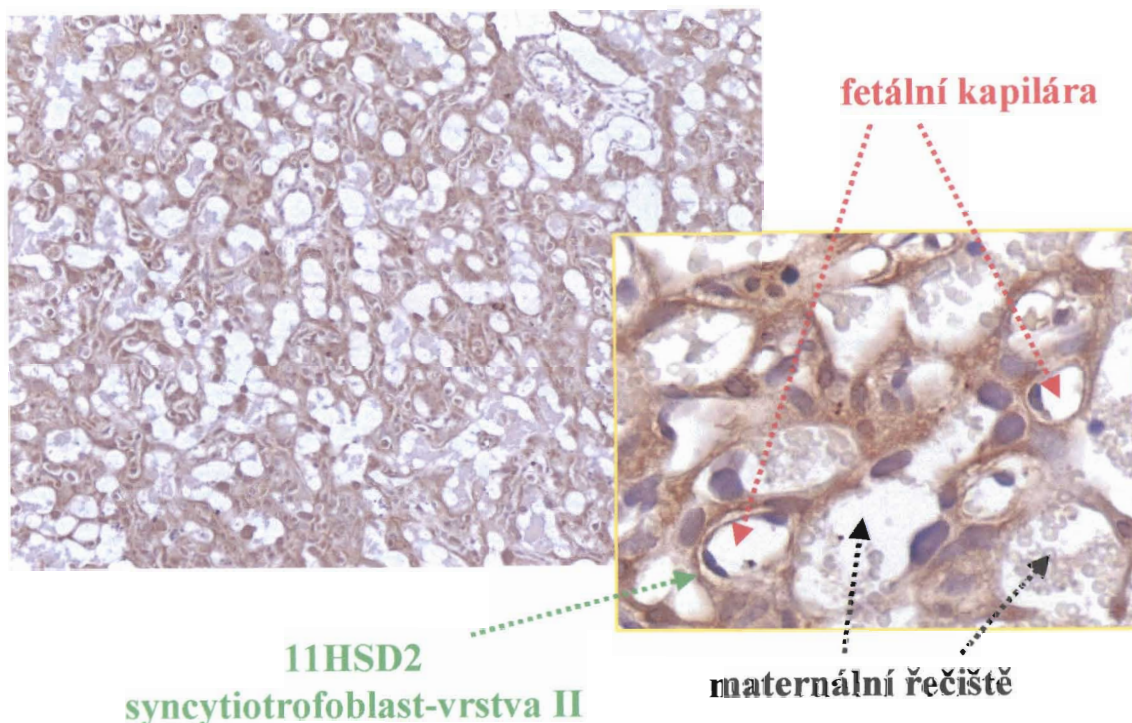 fetální kapilára
11HSD2
syncytiotrofoblast-vrstva II
maternální řečiště